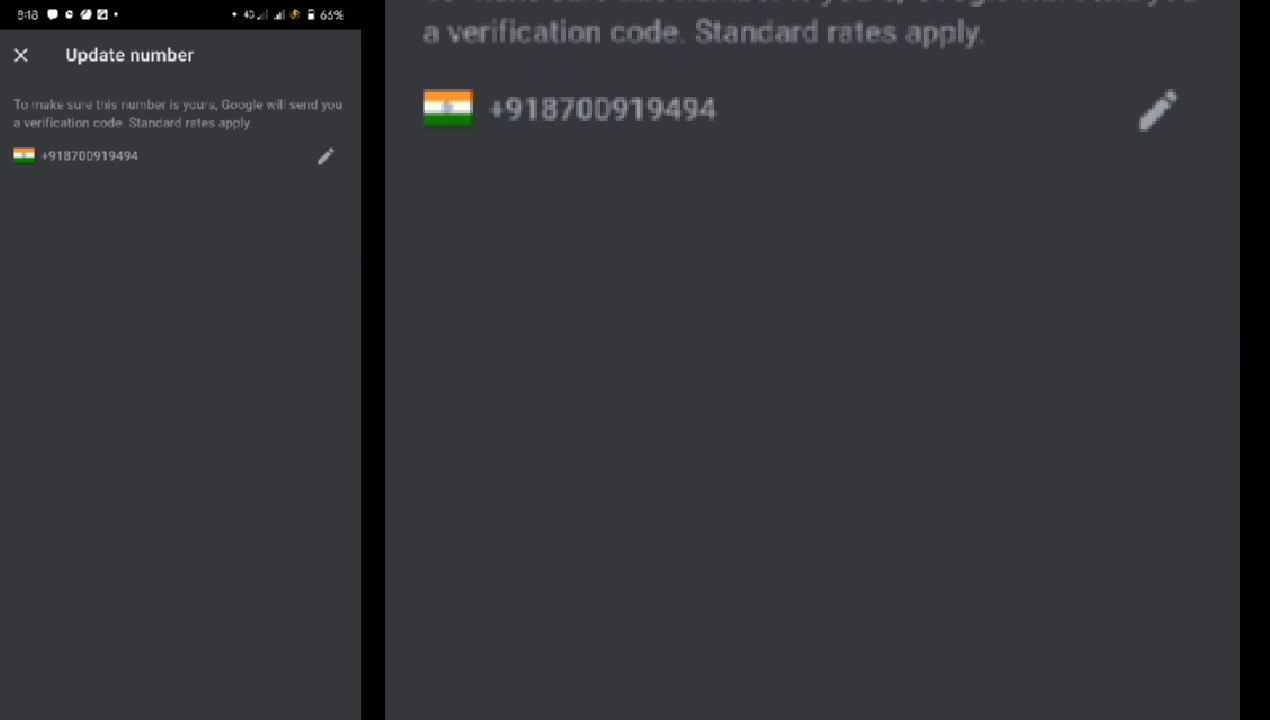 8:18
66%
Update number
To make sure this number is yours, Google will send you
a verification code. Standard rates apply.
+918700919494
a verification code. Standard rates apply.
+918700919494